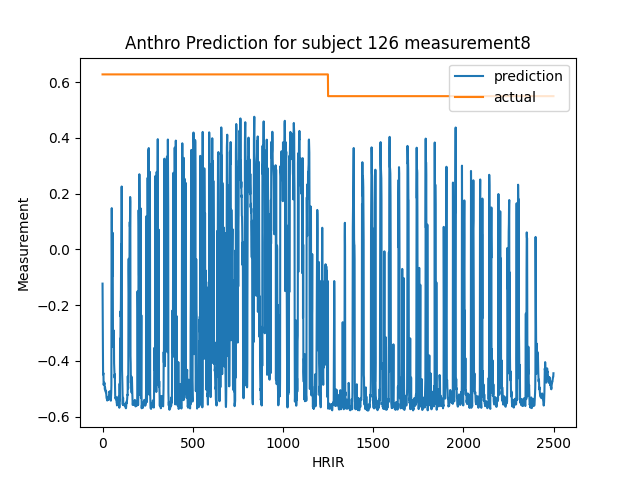 Anthro Prediction for subject 126 measurement8
prediction
actual
0.6
0.4
0.2
0.0
−0.2
−0.4
−0.6
Measurement
0
500
1000
1500
2000
2500
HRIR